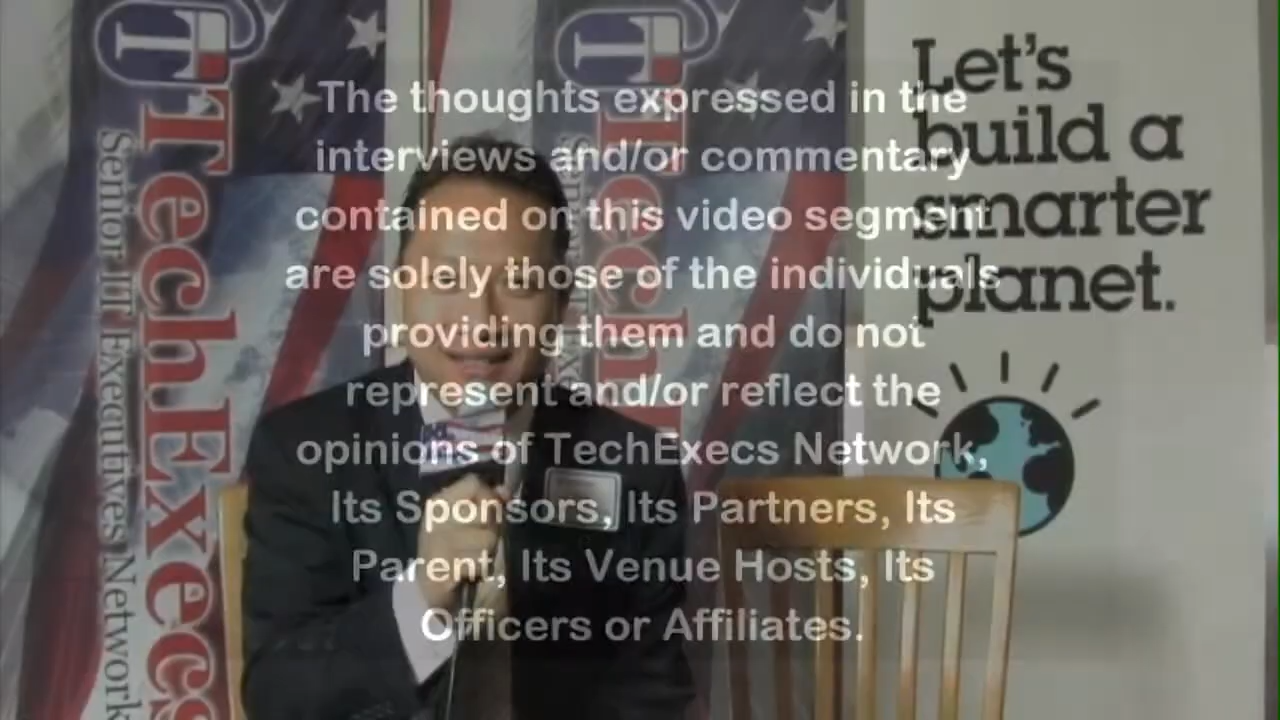 The thoughts expressed in the
interviews and/or commentary
contained on this video segment
are solely those of the individuals
providing them and do not
represent and/or reflect the
opinions of TechExecs Network,
Its Sponsors, Its Partners, Its
Parent, Its Venue Hosts, Its
Officers or Affiliates.
Let's
build a
smarter
planet.
TechExecs
Senior IT Executives Network